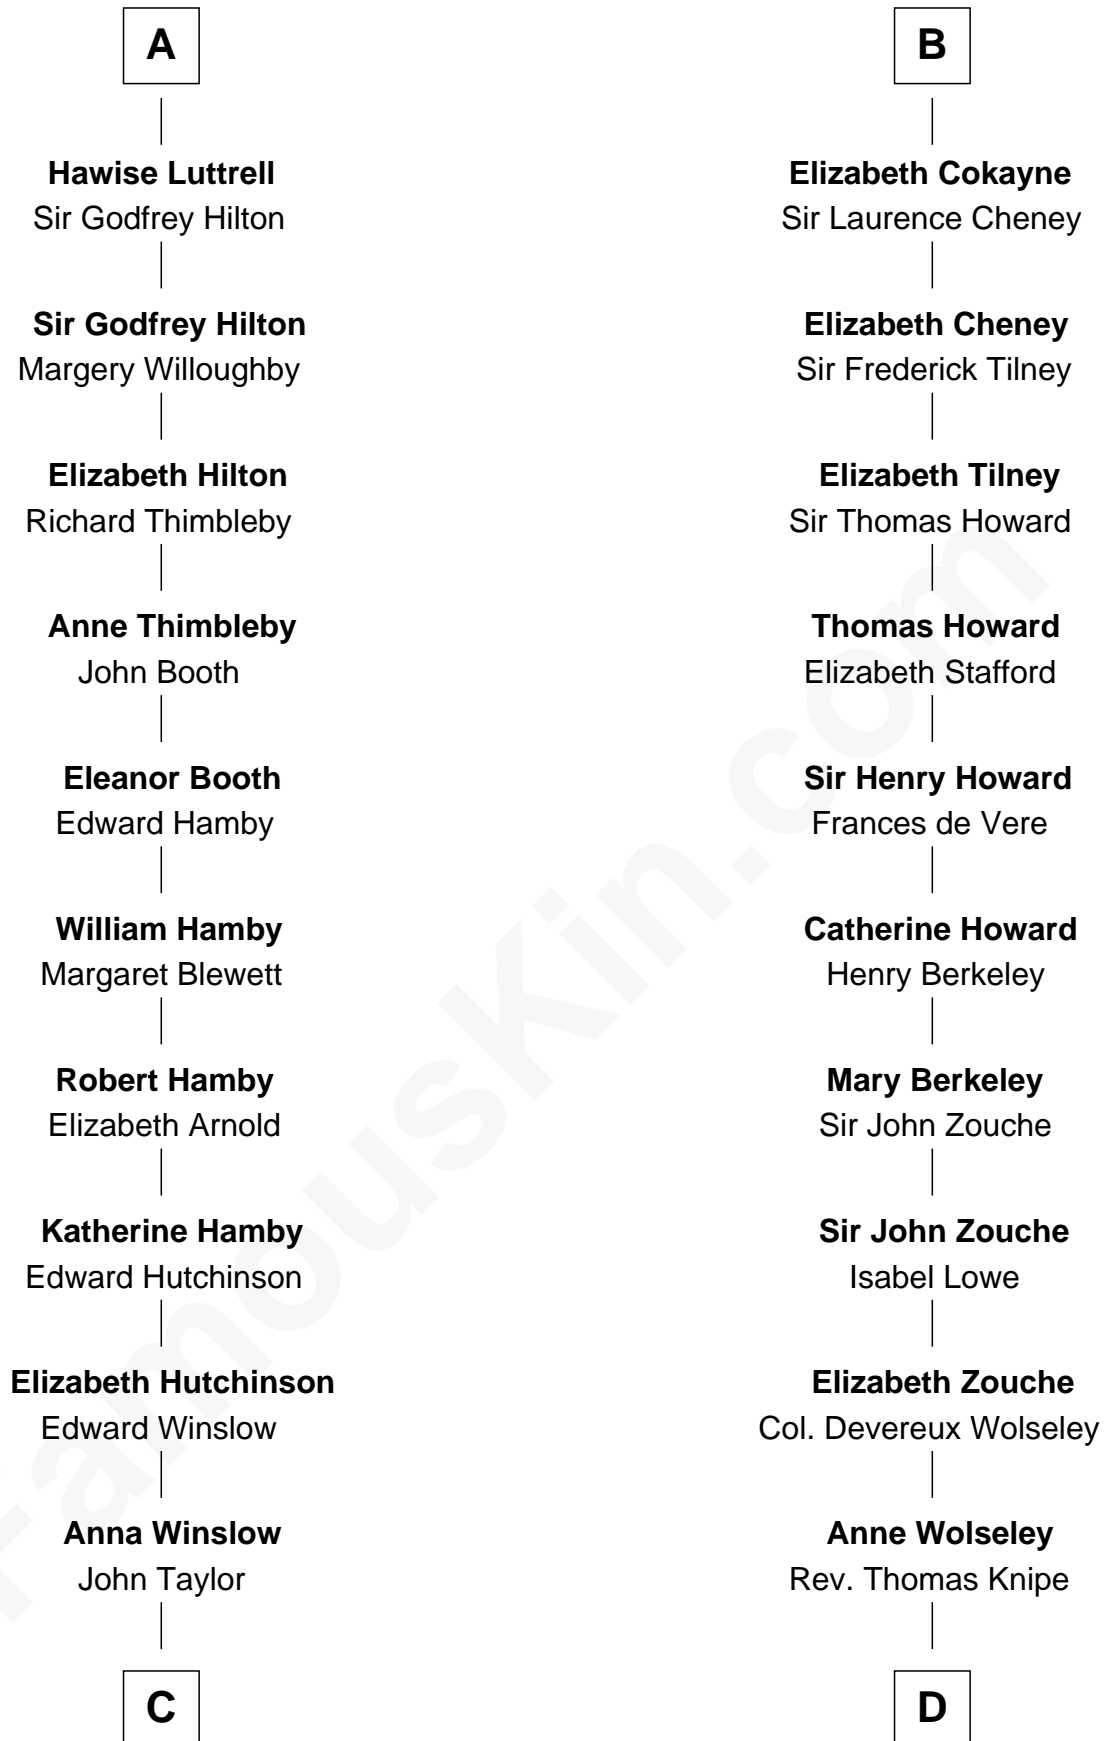 A
Hawise Luttrell
Sir Godfrey Hilton
Sir Godfrey Hilton
Margery Willoughby
Elizabeth Hilton
Richard Thimbleby
Anne Thimbleby
John Booth
Eleanor Booth
Edward Hamby
William Hamby
Margaret Blewett
Robert Hamby
Elizabeth Arnold
Katherine Hamby
Edward Hutchinson
Elizabeth Hutchinson
Edward Winslow
Anna Winslow
John Taylor
C
B
Elizabeth Cokayne
Sir Laurence Cheney
Elizabeth Cheney
Sir Frederick Tilney
Elizabeth Tilney
Sir Thomas Howard
Thomas Howard
Elizabeth Stafford
Sir Henry Howard
Frances de Vere
Catherine Howard
Henry Berkeley
Mary Berkeley
Sir John Zouche
Sir John Zouche
Isabel Lowe
Elizabeth Zouche
Col. Devereux Wolseley
Anne Wolseley
Rev. Thomas Knipe
D
FamousKin.com